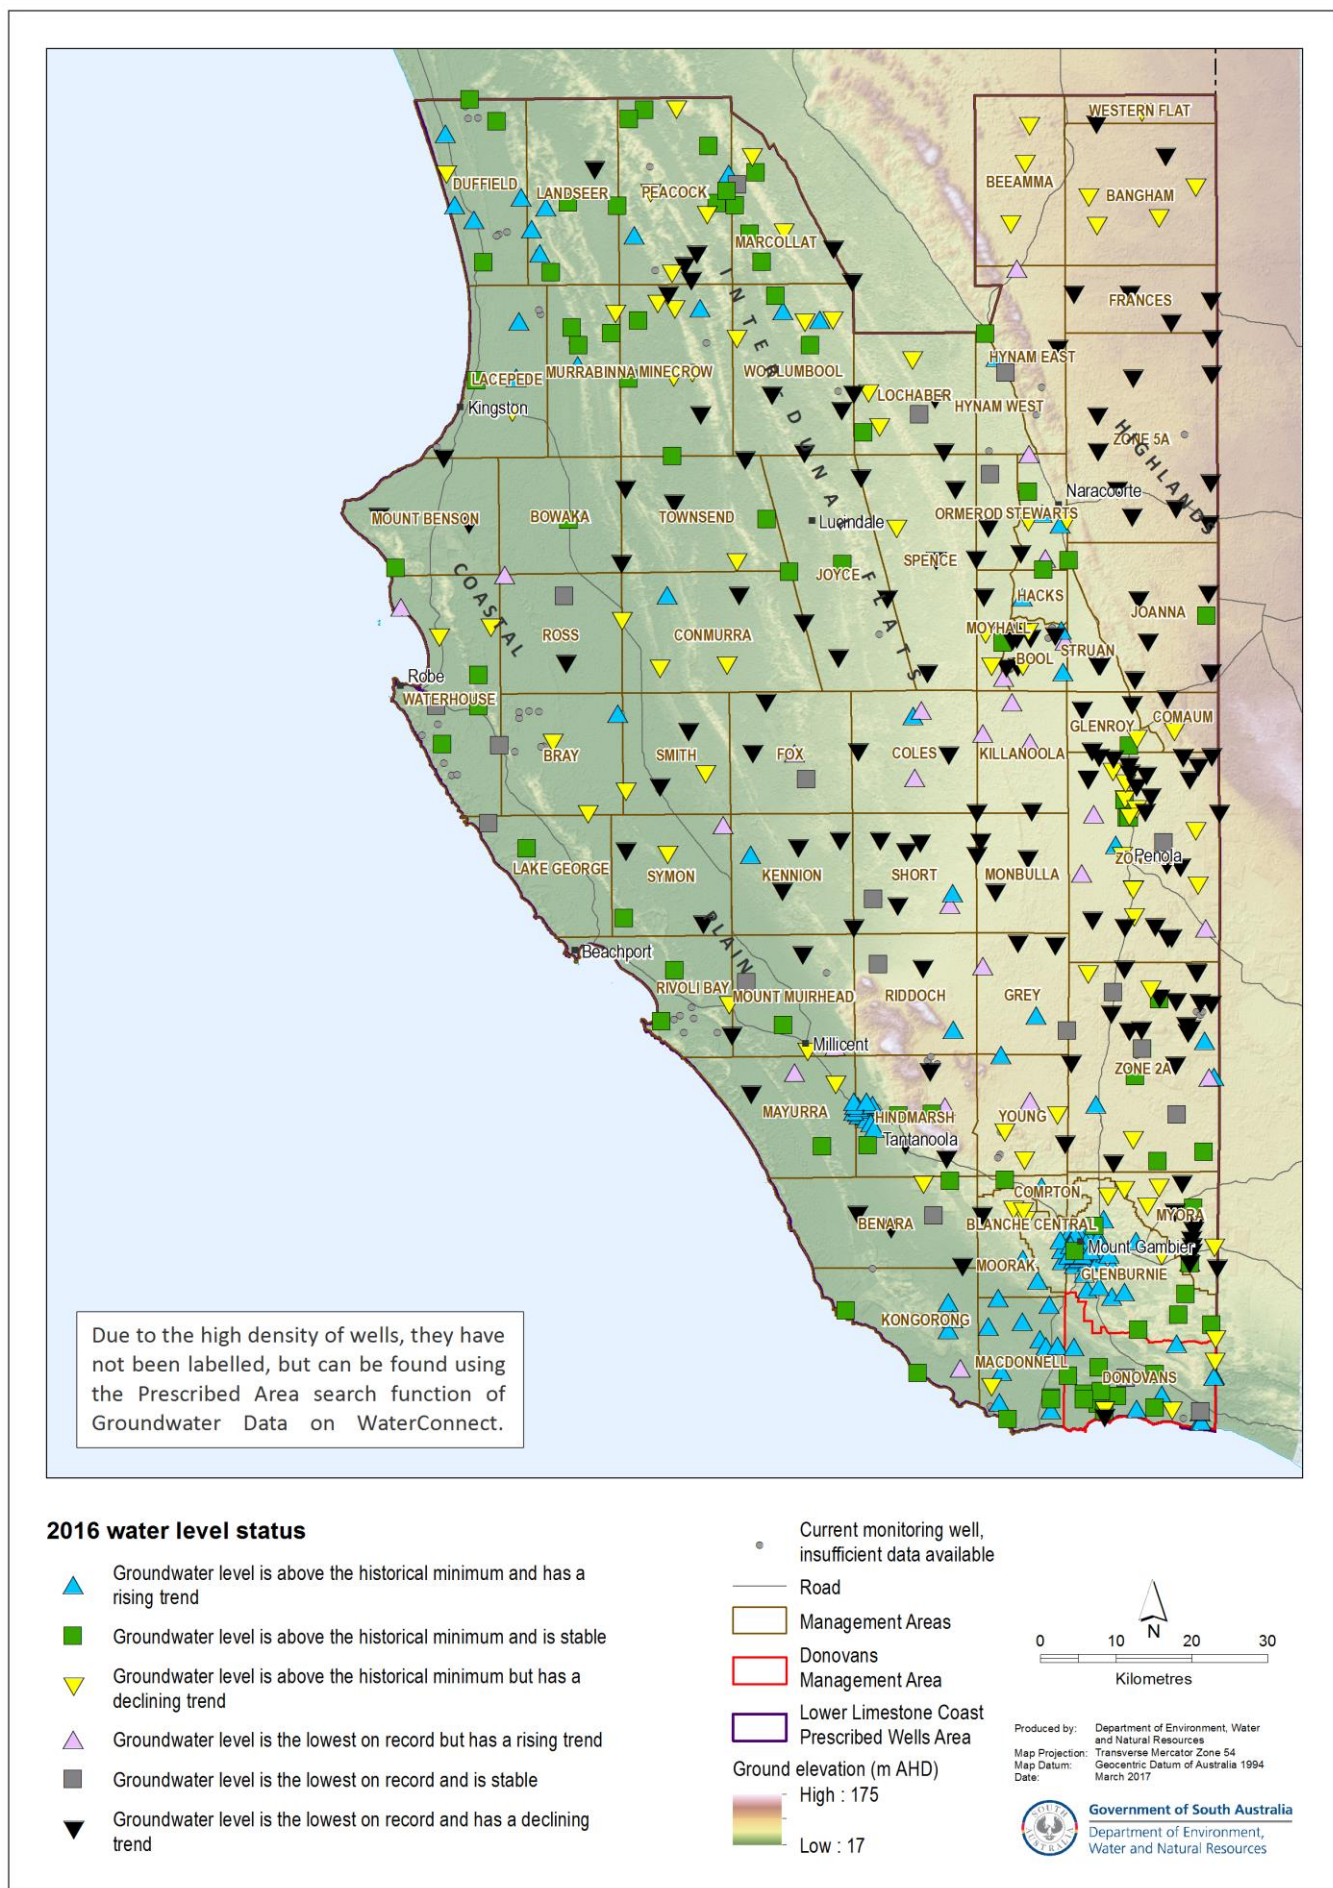 WESTERN FLAT
BEEAMMA
BANGHAM
DUFFIELD
LANDSEER
PEACOCK
MARCOLLAT
FRANCES
INTER-DUNAL FLATS
HYNAM EAST
LACEPEDE
MURRABINNA
MINECROW
WOOLUMBOOL
LOCHABER
HYNAM WEST
Kingston
HIGHLANDS
ZONE 5A
Naracoorte
MOUNT BENSON
BOWAKA
TOWNSEND
Lucindale
ORMEROD
STEWARTS
JOYCE
SPENCE
COASTAL
HACKS
JOANNA
ROSS
CONMURRA
MOYHALL
BOOL
STRUAN
Robe
WATERHOUSE
GLENROY
COMAUM
BRAY
SMITH
FOX
COLES
KILLANOOLA
LAKE GEORGE
SYMON
KENNION
SHORT
MONBULLA
Penola
PLAIN
Beachport
RIVOLI BAY
MOUNT MUIRHEAD
RIDDOCH
GREY
Millicent
ZONE 2A
MAYURRA
HINDMARSH
YOUNG
Tantanoola
COMPTON
BENARA
BLANCHE CENTRAL
MYORA
Mount Gambier
MOORAK
GLENBURNIE
KONGORONG
MACDONNELL
DONOVANS
Due to the high density of wells, they have
not been labelled, but can be found using
the Prescribed Area search function of
Groundwater Data on WaterConnect.
2016 water level status
Groundwater level is above the historical minimum and has a
rising trend
Groundwater level is above the historical minimum and is stable
Groundwater level is above the historical minimum but has a
declining trend
Groundwater level is the lowest on record but has a rising trend
Groundwater level is the lowest on record and is stable
Groundwater level is the lowest on record and has a declining
trend
Current monitoring well,
insufficient data available
Road
Management Areas
Donovans
Management Area
Lower Limestone Coast
Prescribed Wells Area
Ground elevation (m AHD)
High : 175
Low : 17
N
0 10 20 30
Kilometres
Produced by: Department of Environment, Water
and Natural Resources
Map Projection: Transverse Mercator Zone 54
Map Datum: Geocentric Datum of Australia 1994
Date: March 2017
SOUTH AUSTRALIA
Government of South Australia
Department of Environment,
Water and Natural Resources